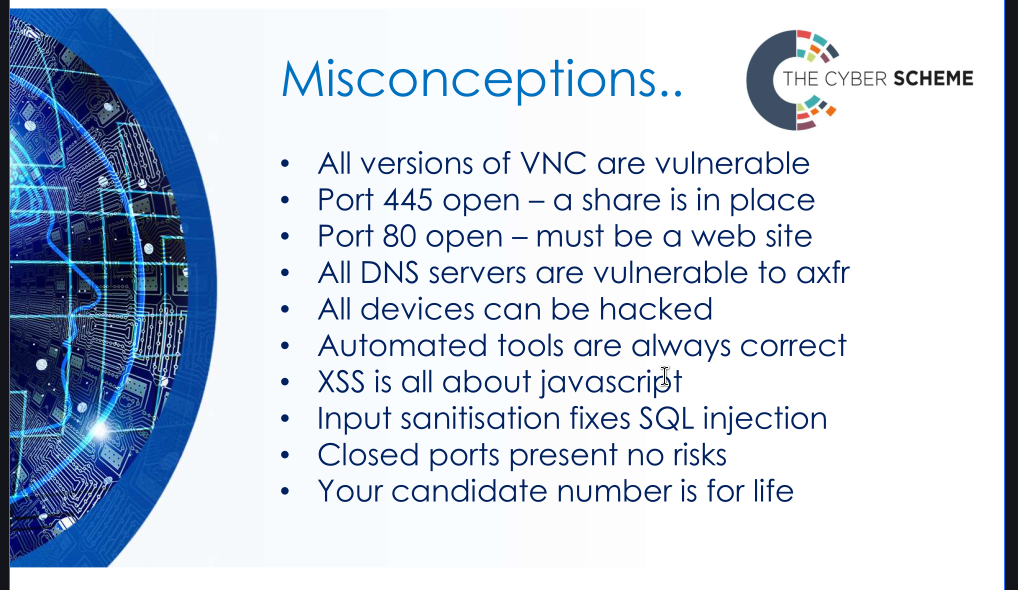 Misconceptions..
THE CYBER SCHEME
• All versions of VNC are vulnerable
• Port 445 open – a share is in place
• Port 80 open – must be a web site
• All DNS servers are vulnerable to axfr
• All devices can be hacked
• Automated tools are always correct
• XSS is all about javascript
• Input sanitisation fixes SQL injection
• Closed ports present no risks
• Your candidate number is for life